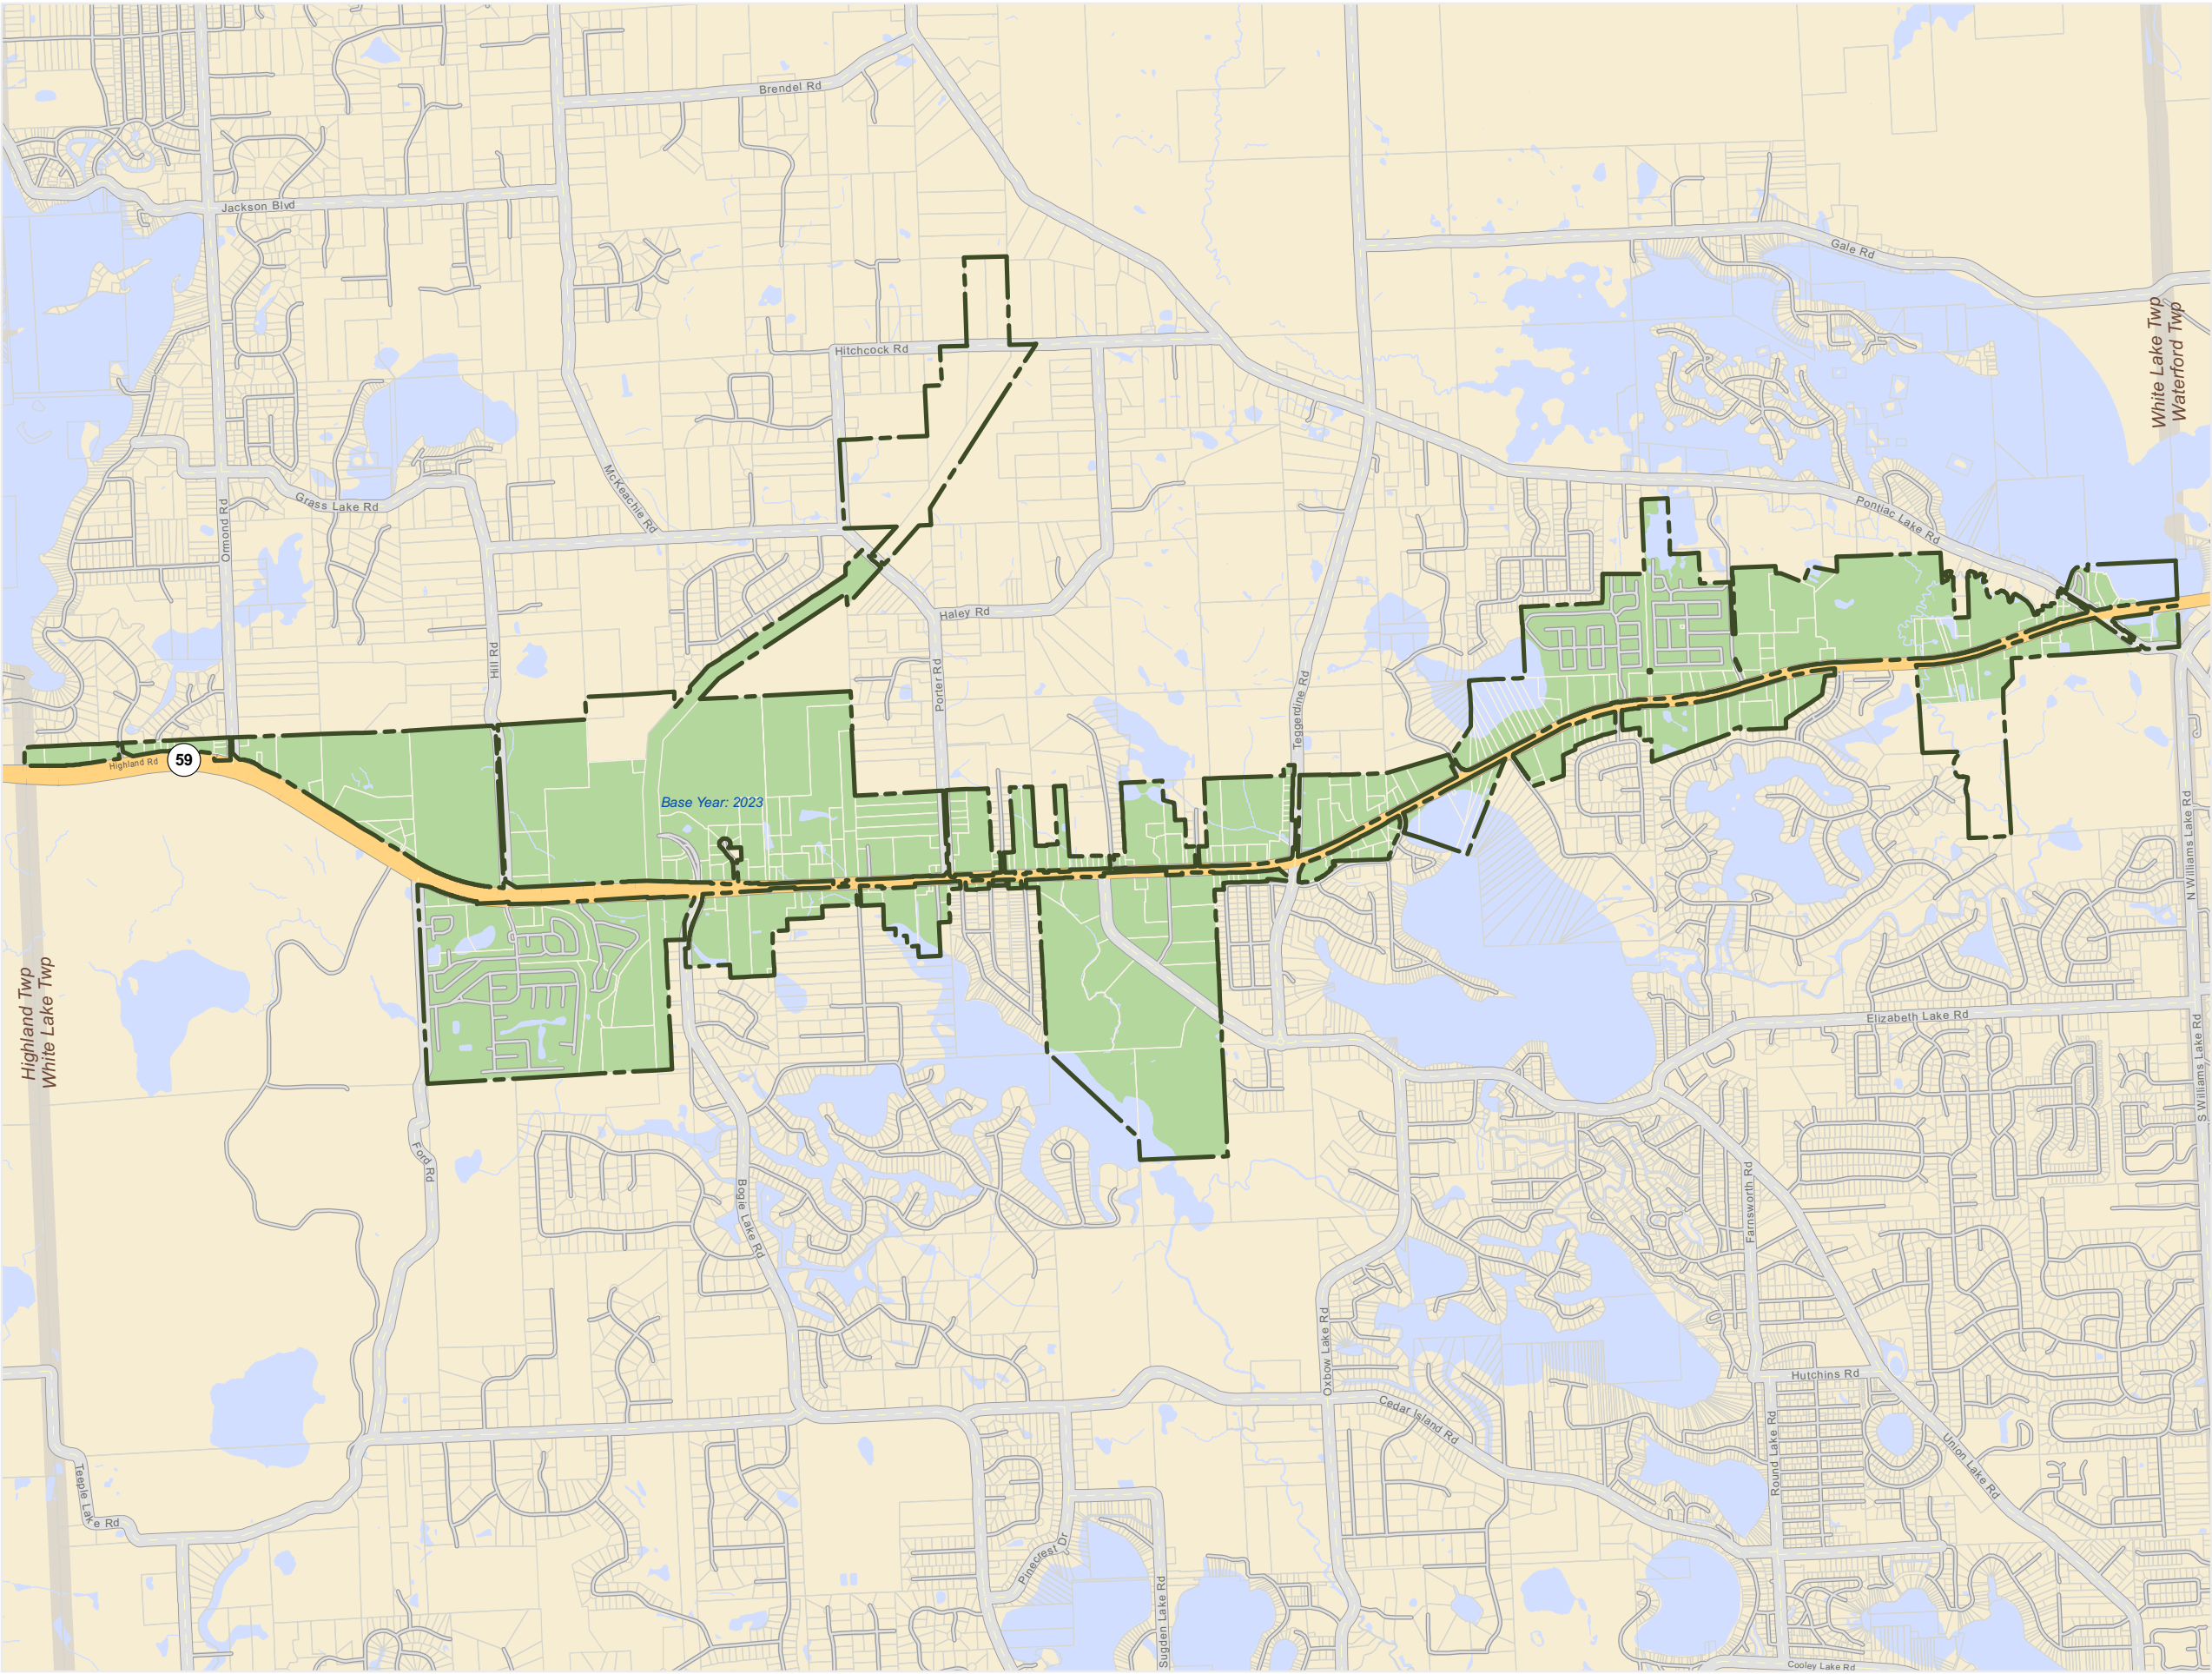 Brendel Rd
Jackson Blvd
Gale Rd
White Lake Twp
Waterford Twp
Hitchcock Rd
McKeachie Rd
Grass Lake Rd
Ormond Rd
Pontiac Lake Rd
Haley Rd
Hill Rd
Porter Rd
Teggerdine Rd
Highland Rd
59
Base Year: 2023
N Williams Lake Rd
Highland Twp
White Lake Twp
Elizabeth Lake Rd
S Williams Lake Rd
Ford Rd
Bogie Lake Rd
Farnsworth Rd
Oxbow Lake Rd
Hutchins Rd
Cedar Island Rd
Round Lake Rd
Union Lake Rd
Teeple Lake Rd
Pinecrest Dr
Sugden Lake Rd
Cooley Lake Rd